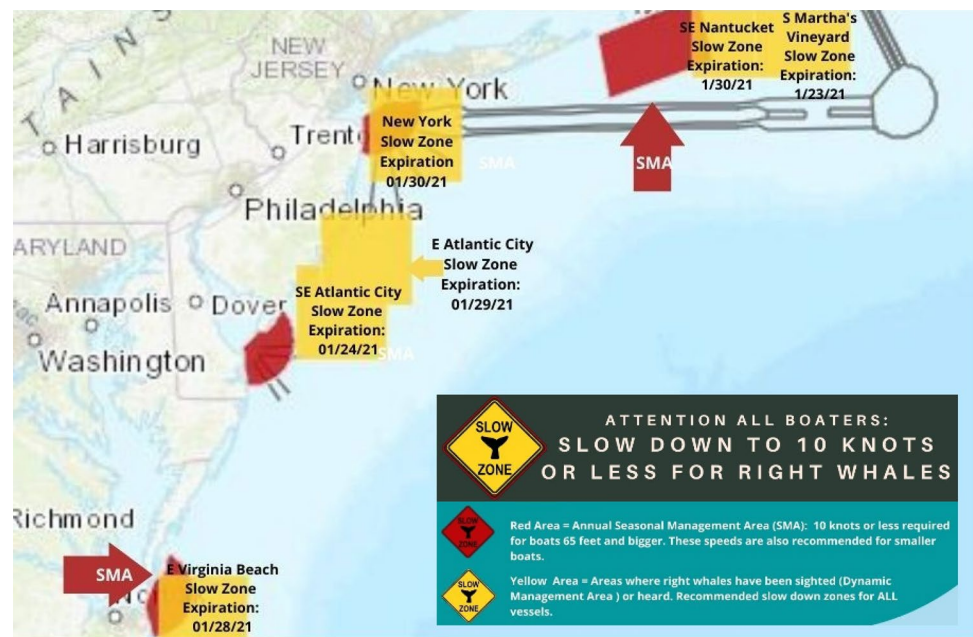 SE Nantucket
Slow Zone
Expiration:
1/30/21
S Martha's
Vineyard
Slow Zone
Expiration:
1/23/21
T A I N S
NEW
JERSEY
New York
Harrisburg
Trent
New York
Slow Zone
Expiration
01/30/21
SMA
SMA
Philadelphia
ARYLAND
E Atlantic City
Slow Zone
Expiration:
01/29/21
Annapolis
Dover
SE Atlantic City
Slow Zone
Expiration:
01/24/21
SMA
Washington
SLOW
ZONE
ATTENTION ALL BOATERS:
SLOW DOWN TO 10 KNOTS
OR LESS FOR RIGHT WHALES
Richmond
SLOW
ZONE
Red Area = Annual Seasonal Management Area (SMA): 10 knots or less required
for boats 65 feet and bigger. These speeds are also recommended for smaller
boats.
SMA
E Virginia Beach
Slow Zone
Expiration:
01/28/21
SLOW
ZONE
Yellow Area = Areas where right whales have been sighted (Dynamic
Management Area ) or heard. Recommended slow down zones for ALL
vessels.